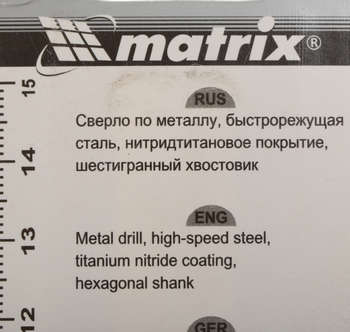 matrix®
RUS
Сверло по металлу, быстрорежущая
сталь, нитридтитановое покрытие,
шестигранный хвостовик
ENG
Metal drill, high-speed steel,
titanium nitride coating,
hexagonal shank
GER
15
14
13
12